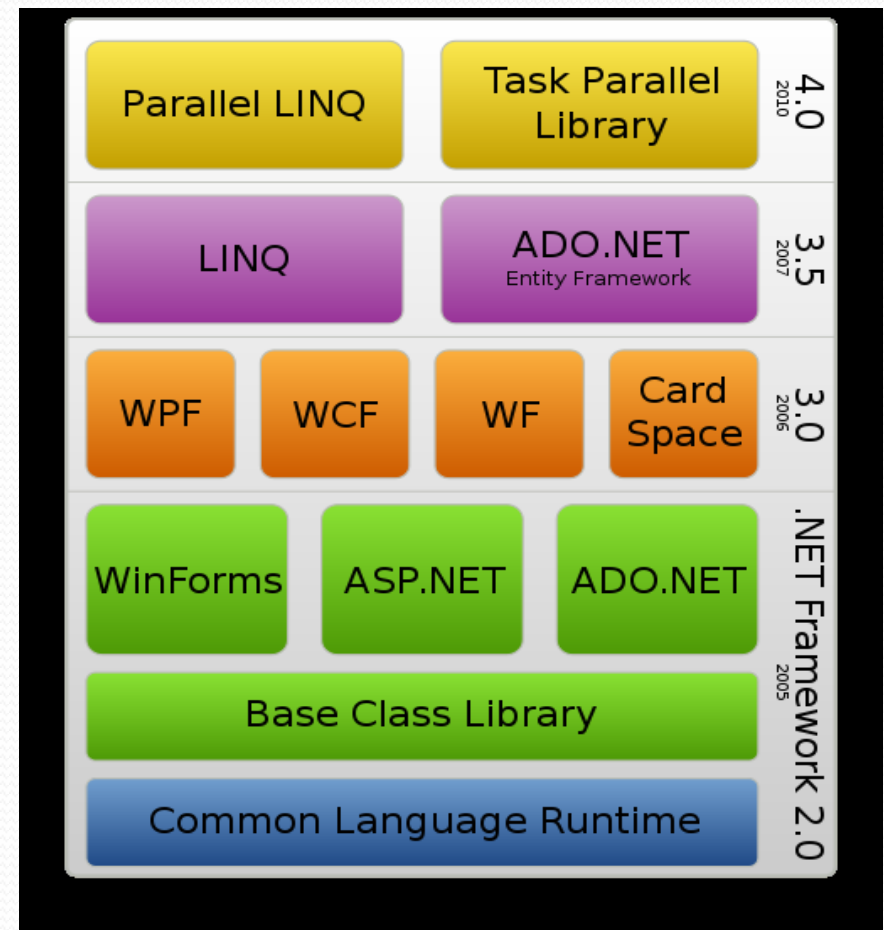 Parallel LINQ
Task Parallel
Library
4.0
2010
LINQ
ADO.NET
Entity Framework
3.5
2007
WPF
WCF
WF
Card
Space
3.0
2006
WinForms
ASP.NET
ADO.NET
Base Class Library
Common Language Runtime
.NET Framework 2.0
2005